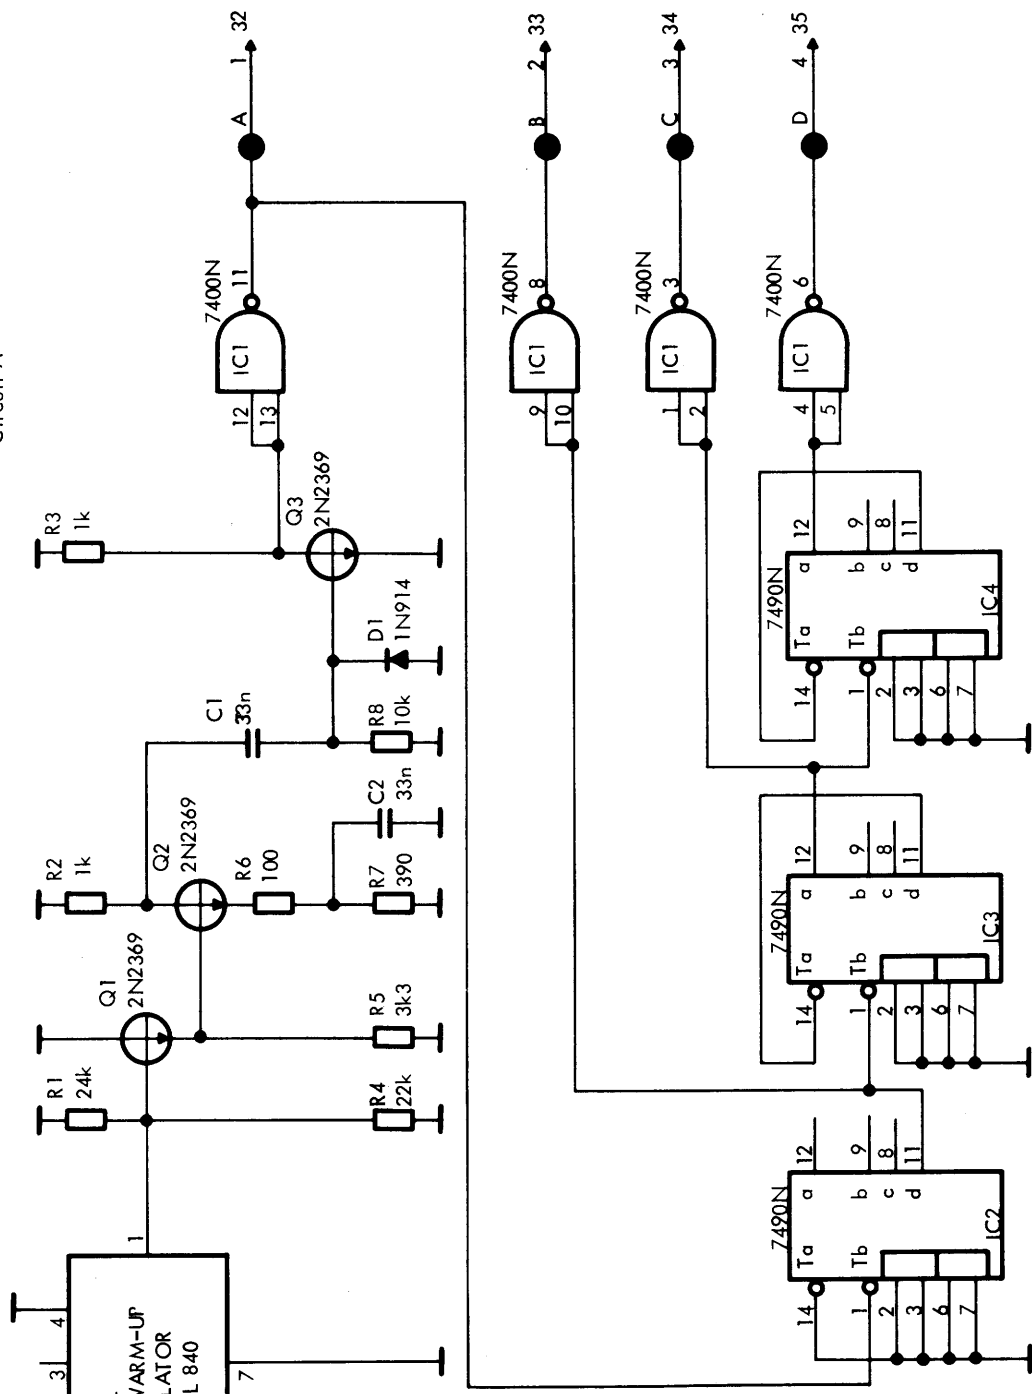 Circuit A
R1
24k
R2
1k
R3
1k
Q1
2N2369
Q2
2N2369
Q3
2N2369
C1
33n
R4
22k
R5
3k3
R6
100
R7
390
C2
33n
R8
10k
D1
1N914
3
4
1
7
WARM-UP
LATOR
L 840
12
13
IC1
7400N
11
A
1
32
9
10
IC1
7400N
8
B
2
33
1
2
IC1
7400N
3
C
3
34
4
5
IC1
7400N
6
D
4
35
7490N
Ta
Tb
a
b
c
d
IC2
14
1
2
3
6
7
12
9
8
11
7490N
Ta
Tb
a
b
c
d
IC3
14
1
2
3
6
7
12
9
8
11
7490N
Ta
Tb
a
b
c
d
IC4
14
1
2
3
6
7
12
9
8
11